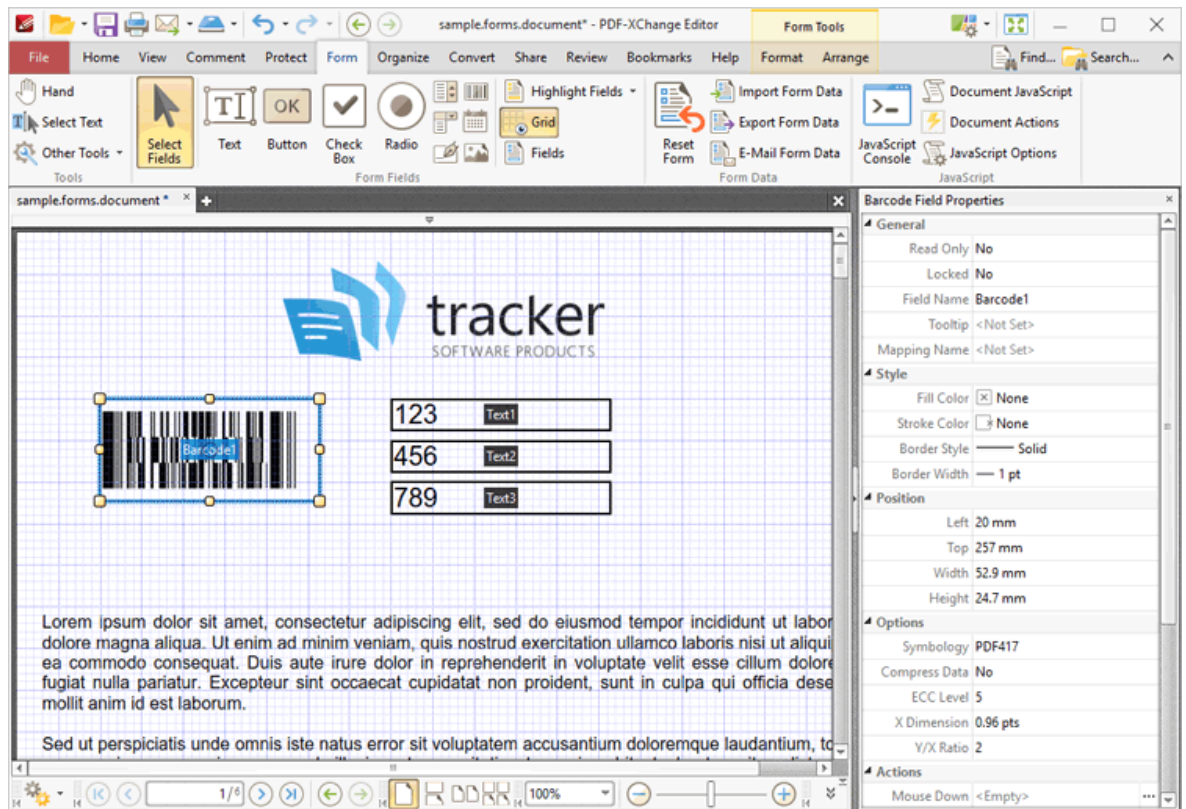 sample.forms.document* - PDF-XChange Editor
Form Tools
File Home View Comment Protect Form Organize Convert Share Review Bookmarks Help Format Arrange Find... Search...
Hand
Select Text
Other Tools
Tools
Select Fields
Text
Button
OK
Check Box
Radio
Highlight Fields
Grid
Fields
Form Fields
Reset Form
Import Form Data
Export Form Data
E-Mail Form Data
Form Data
JavaScript Console
Document JavaScript
Document Actions
JavaScript Options
JavaScript
sample.forms.document *
tracker
SOFTWARE PRODUCTS
Barcode1
123 Text1
456 Text2
789 Text3
Lorem ipsum dolor sit amet, consectetur adipiscing elit, sed do eiusmod tempor incididunt ut labor
dolore magna aliqua. Ut enim ad minim veniam, quis nostrud exercitation ullamco laboris nisi ut aliqui
ea commodo consequat. Duis aute irure dolor in reprehenderit in voluptate velit esse cillum dolore
fugiat nulla pariatur. Excepteur sint occaecat cupidatat non proident, sunt in culpa qui officia dese
mollit anim id est laborum.
Sed ut perspiciatis unde omnis iste natus error sit voluptatem accusantium doloremque laudantium, to
1/6
100%
Barcode Field Properties
General
Read Only No
Locked No
Field Name Barcode1
Tooltip <Not Set>
Mapping Name <Not Set>
Style
Fill Color None
Stroke Color None
Border Style Solid
Border Width 1 pt
Position
Left 20 mm
Top 257 mm
Width 52.9 mm
Height 24.7 mm
Options
Symbology PDF417
Compress Data No
ECC Level 5
X Dimension 0.96 pts
Y/X Ratio 2
Actions
Mouse Down <Empty>